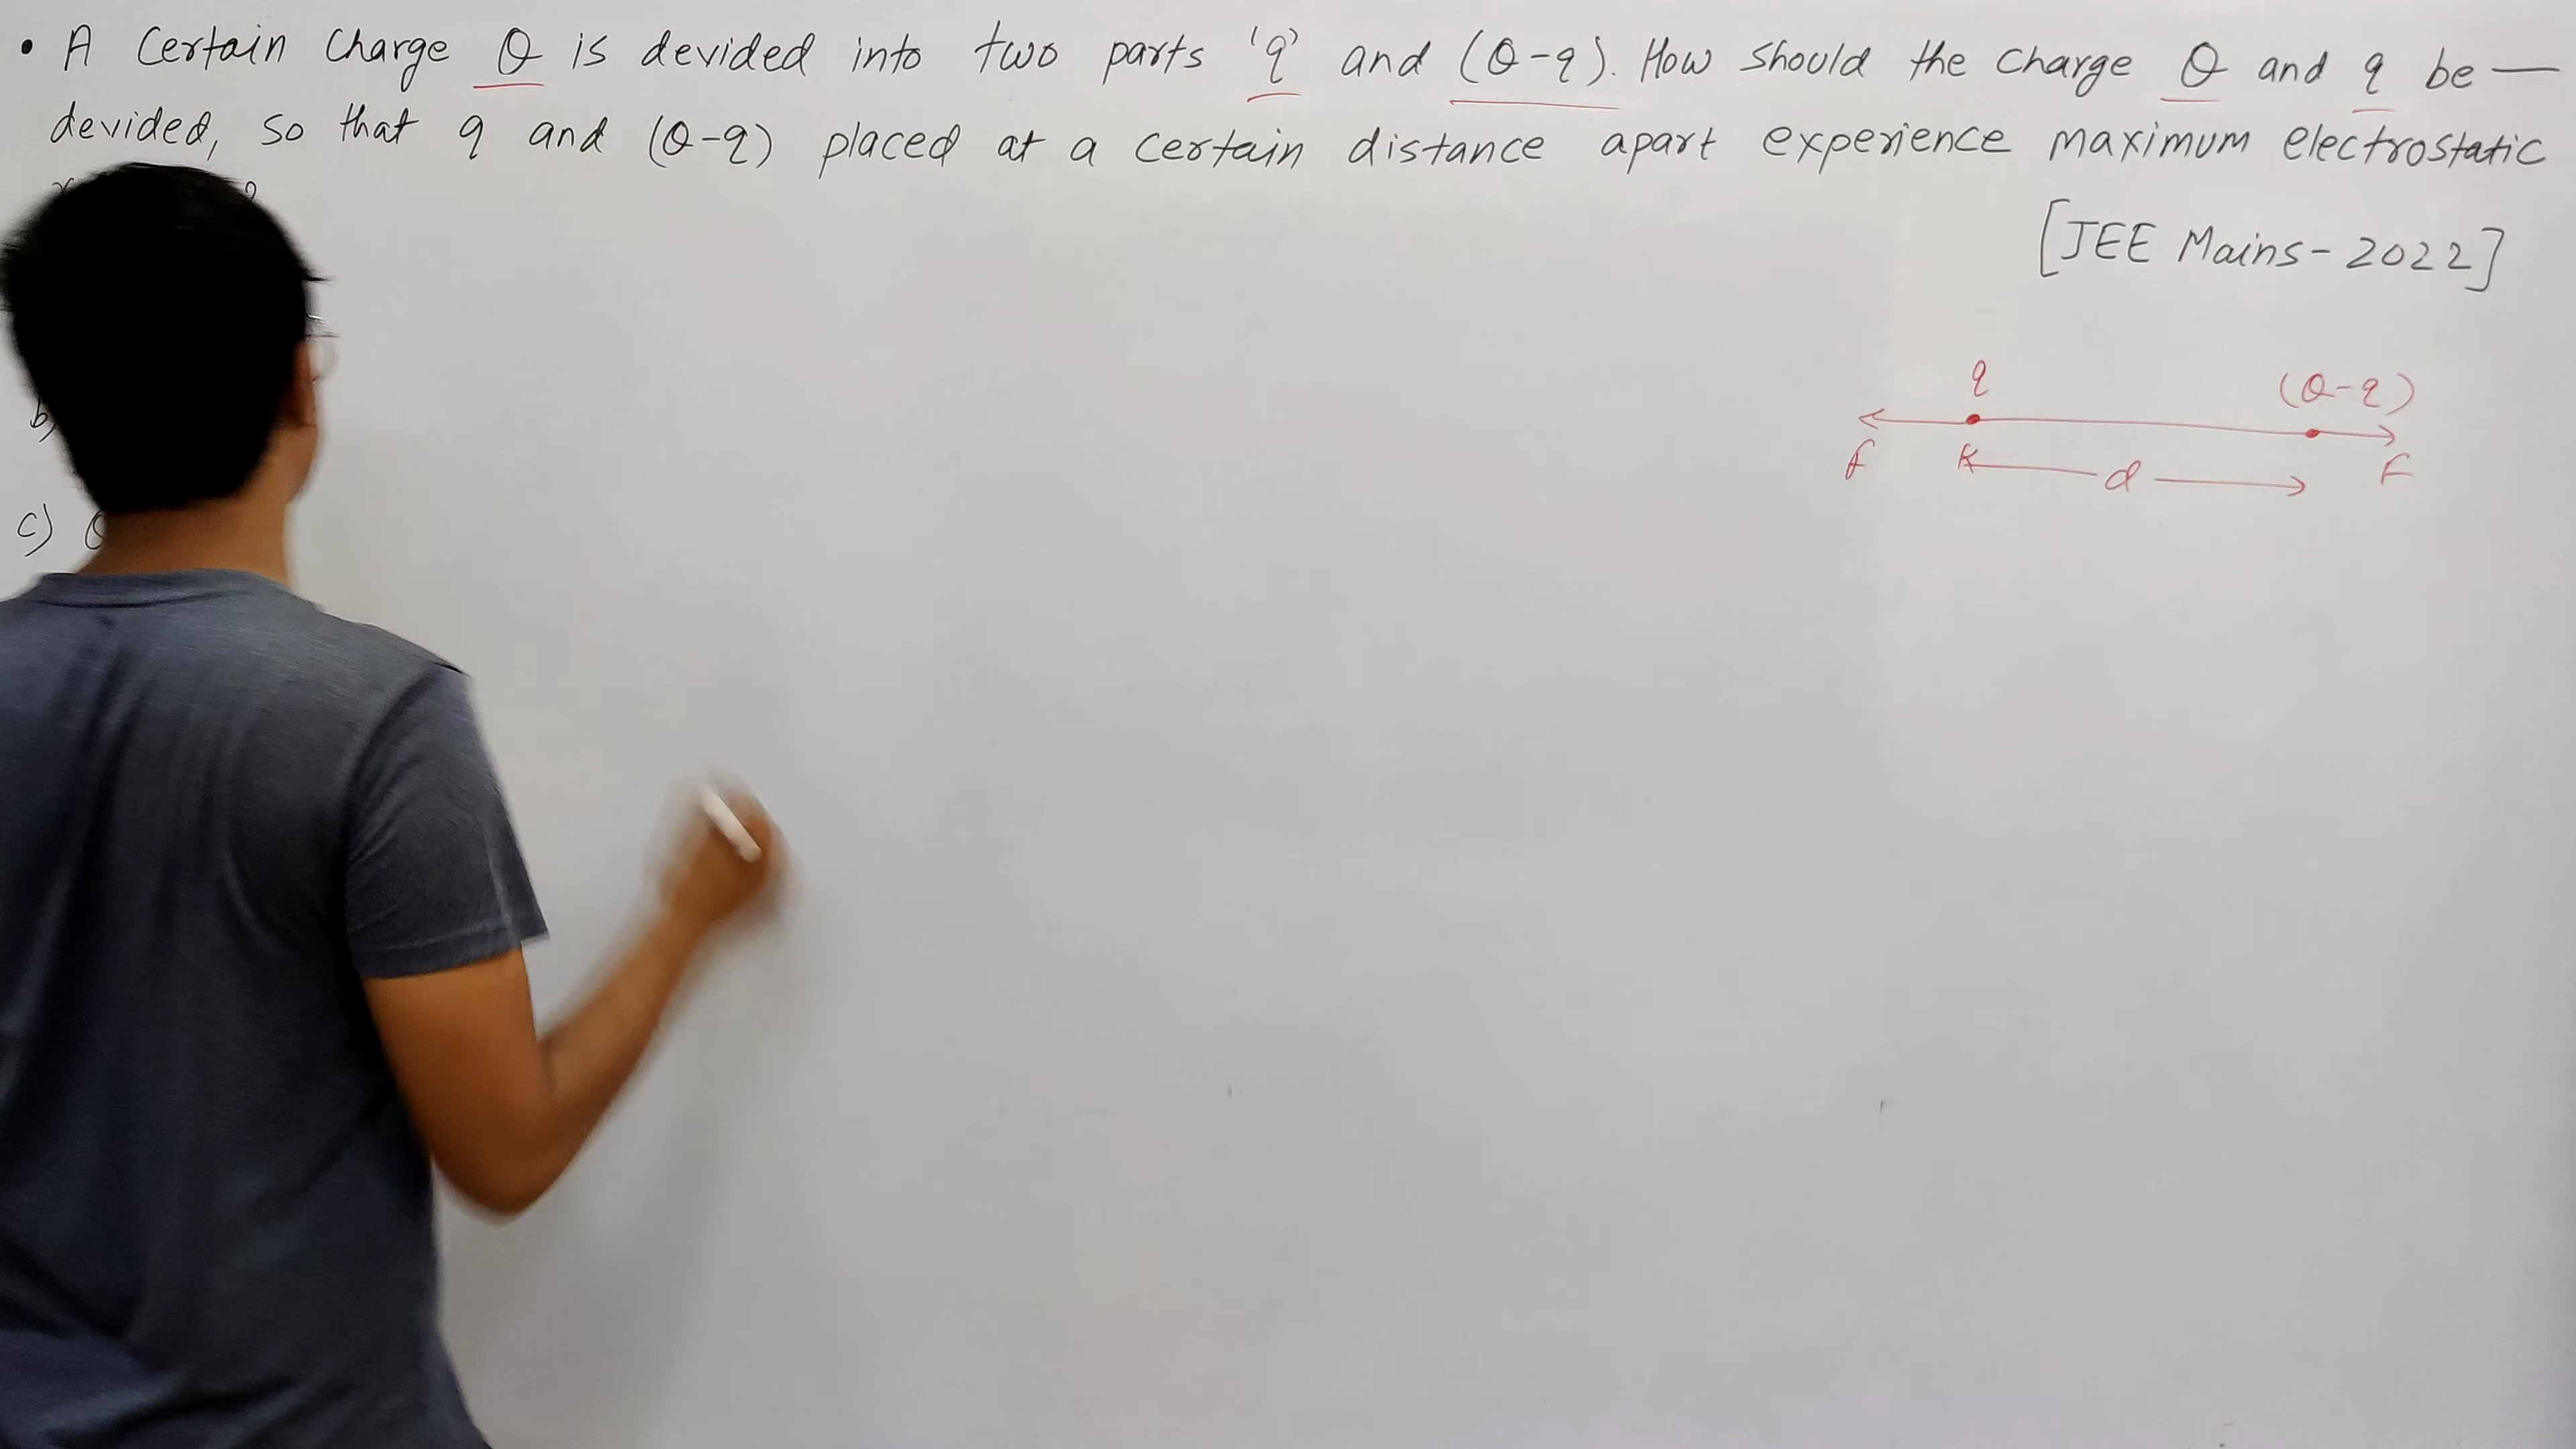 • A Certain Charge Q is devided into two parts 'q' and (Q-q). How should the Charge Q and q be —
devided, so that q and (Q-q) placed at a certain distance apart experience maximum electrostatic
[JEE Mains-2022]
q (Q-q)
F d F
b)
c)